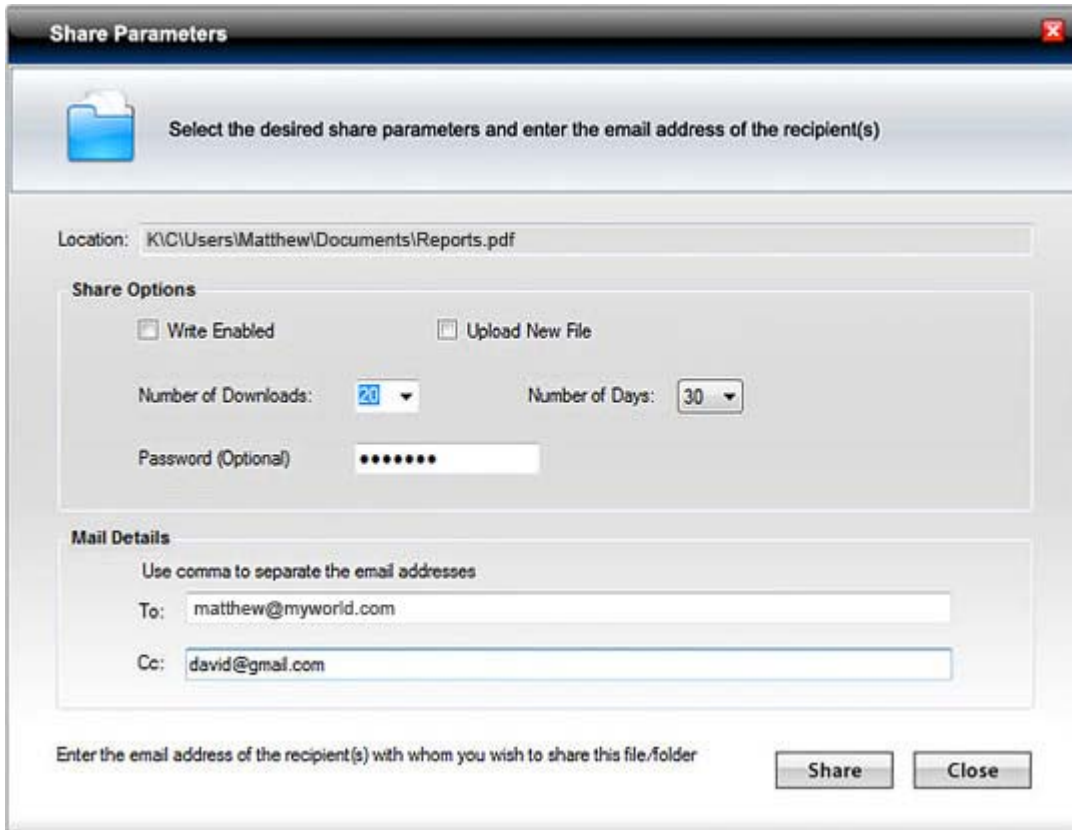 Share Parameters
Select the desired share parameters and enter the email address of the recipient(s)
Location: K\C\Users\Matthew\Documents\Reports.pdf
Share Options
Write Enabled Upload New File
Number of Downloads: 20 Number of Days: 30
Password (Optional) •••••••
Mail Details
Use comma to separate the email addresses
To: matthew@myworld.com
Cc: david@gmail.com
Enter the email address of the recipient(s) with whom you wish to share this file/folder
Share Close